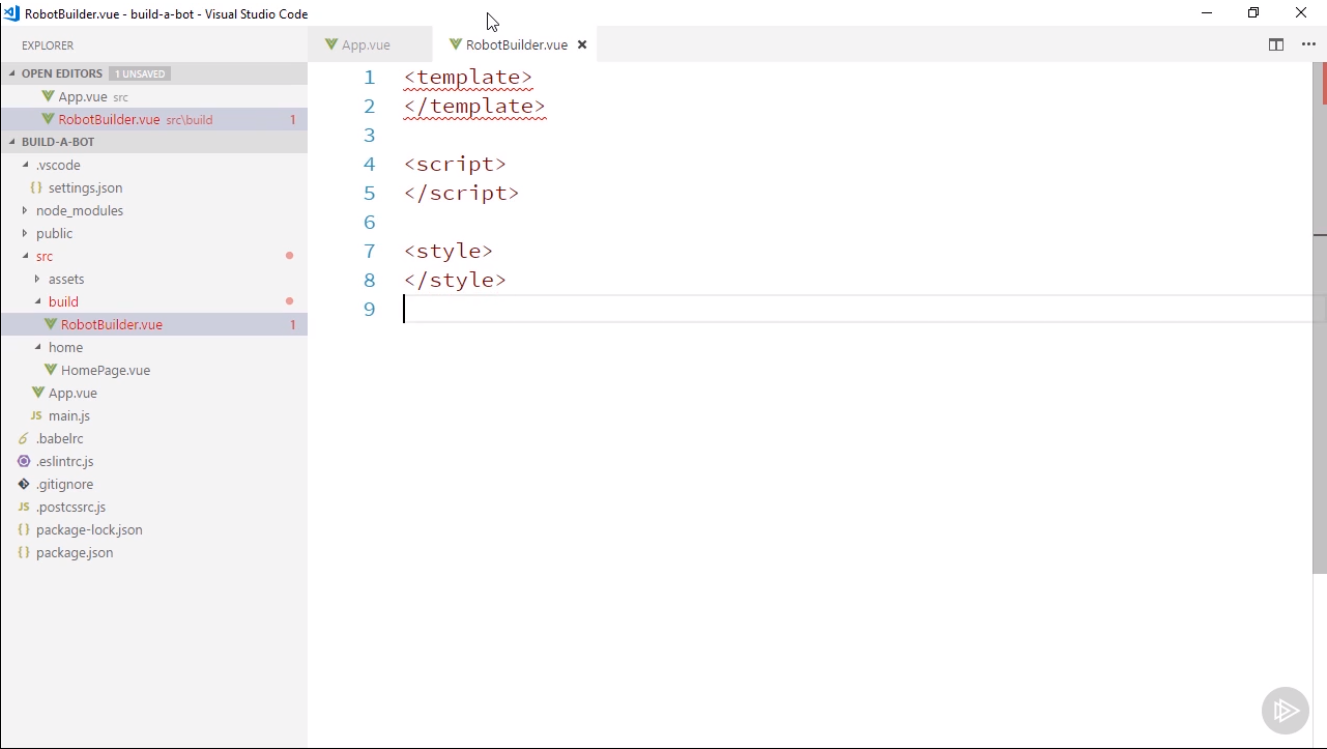 RobotBuilder.vue - build-a-bot - Visual Studio Code
EXPLORER
App.vue
RobotBuilder.vue
OPEN EDITORS 1 UNSAVED
App.vue src
RobotBuilder.vue src\build 1
BUILD-A-BOT
.vscode
{} settings.json
node_modules
public
src
assets
build
RobotBuilder.vue 1
home
HomePage.vue
App.vue
JS main.js
.babelrc
.eslintrc.js
.gitignore
JS .postcssrc.js
{} package-lock.json
{} package.json
1 <template>
2 </template>
3
4 <script>
5 </script>
6
7 <style>
8 </style>
9